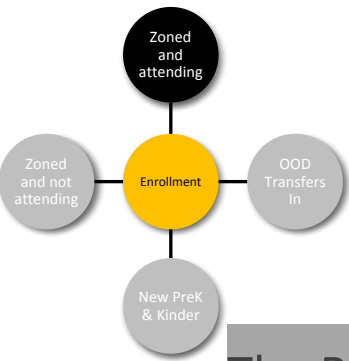 Zoned
and
attending
Zoned
and not
attending
Enrollment
OOD
Transfers
In
New PreK
& Kinder